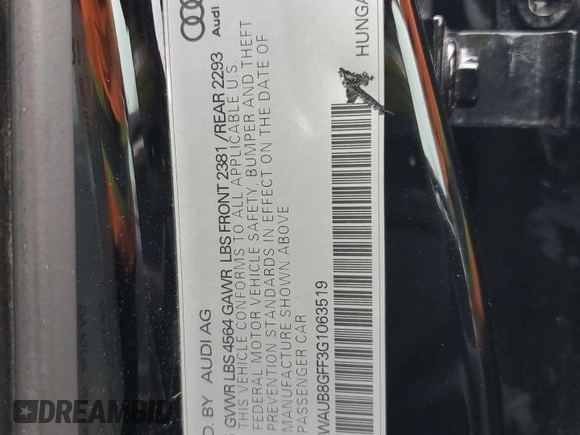 Audi
D. BY AUDI AG
GVWR LBS 4564 GAWR LBS FRONT 2381 /REAR 2293
THIS VEHICLE CONFORMS TO ALL APPLICABLE U.S.
FEDERAL MOTOR VEHICLE SAFETY, BUMPER AND THEFT
PREVENTION STANDARDS IN EFFECT ON THE DATE OF
MANUFACTURE SHOWN ABOVE
PASSENGER CAR
WAUB8GFF3G1063519
HUNGA
DREAMBID